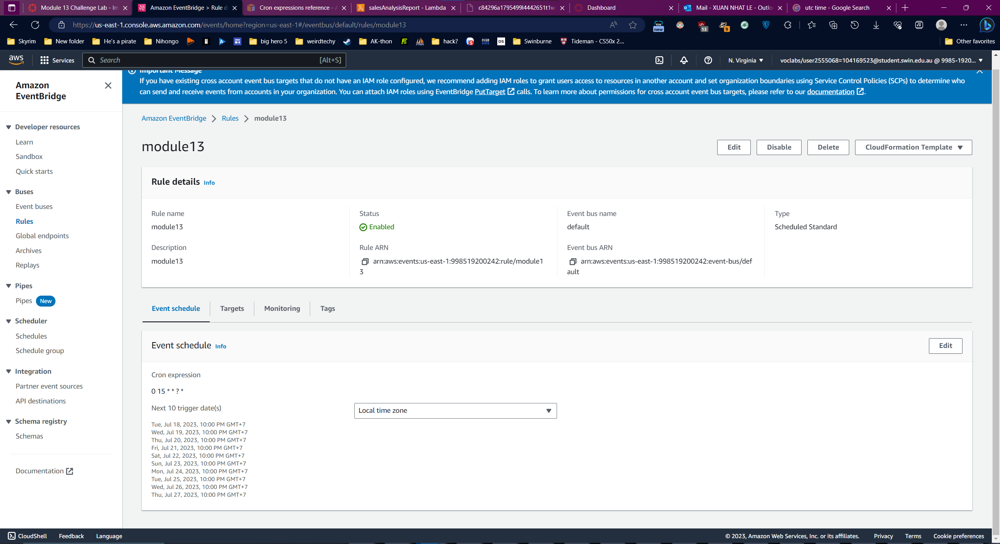 Module 13 Challenge Lab - Im
Amazon EventBridge > Rule d
Cron expressions reference - A
salesAnalysisReport - Lambda
c84296a1795499l4442651t1w
Dashboard
Mail - XUAN NHAT LE - Outlo
utc time - Google Search
https://us-east-1.console.aws.amazon.com/events/home?region=us-east-1#/eventbus/default/rules/module13
new
13
9
Skyrim
New folder
He's a pirate
Nihongo
big hero 5
weirdtechy
AK-thon
hack?
DS
Swinburne
Tideman - CS50x 2...
Other favorites
aws
Services
Search
[Alt+S]
N. Virginia
voclabs/user2555068=104169523@student.swin.edu.au @ 9985-1920...
Important Message
If you have existing cross account event bus targets that do not have an IAM role configured, we recommend adding IAM roles to grant users access to resources in another account and set organization boundaries using Service Control Policies (SCPs) to determine who
can send and receive events from accounts in your organization. You can attach IAM roles using EventBridge PutTarget calls. To learn more about permissions for cross account event bus targets, please refer to our documentation.
Amazon
EventBridge
Developer resources
Learn
Sandbox
Quick starts
Buses
Event buses
Rules
Global endpoints
Archives
Replays
Pipes
Pipes New
Scheduler
Schedules
Schedule group
Integration
Partner event sources
API destinations
Schema registry
Schemas
Documentation
Amazon EventBridge
Rules
module13
module13
Edit
Disable
Delete
CloudFormation Template
Rule details Info
Rule name
module13
Status
Enabled
Event bus name
default
Type
Scheduled Standard
Description
module13
Rule ARN
arn:aws:events:us-east-1:998519200242:rule/module1
3
Event bus ARN
arn:aws:events:us-east-1:998519200242:event-bus/def
ault
Event schedule
Targets
Monitoring
Tags
Event schedule Info
Edit
Cron expression
0 15 * * ? *
Next 10 trigger date(s)
Local time zone
Tue, Jul 18, 2023, 10:00 PM GMT+7
Wed, Jul 19, 2023, 10:00 PM GMT+7
Thu, Jul 20, 2023, 10:00 PM GMT+7
Fri, Jul 21, 2023, 10:00 PM GMT+7
Sat, Jul 22, 2023, 10:00 PM GMT+7
Sun, Jul 23, 2023, 10:00 PM GMT+7
Mon, Jul 24, 2023, 10:00 PM GMT+7
Tue, Jul 25, 2023, 10:00 PM GMT+7
Wed, Jul 26, 2023, 10:00 PM GMT+7
Thu, Jul 27, 2023, 10:00 PM GMT+7
CloudShell
Feedback
Language
© 2023, Amazon Web Services, Inc. or its affiliates.
Privacy
Terms
Cookie preferences